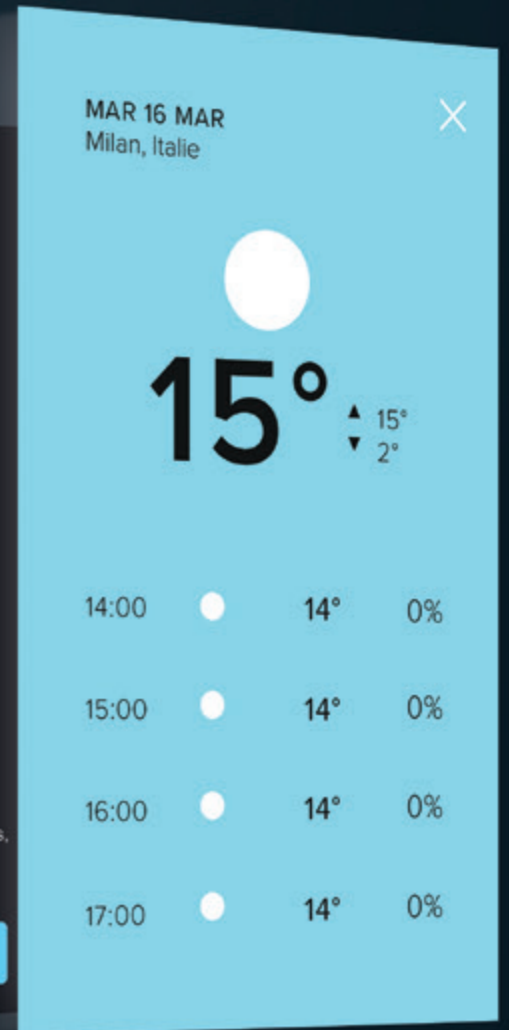 MAR 16 MAR
Milan, Italie
15°
▲ 15°
▼ 2°
14:00 14° 0%
15:00 14° 0%
16:00 14° 0%
17:00 14° 0%
s.